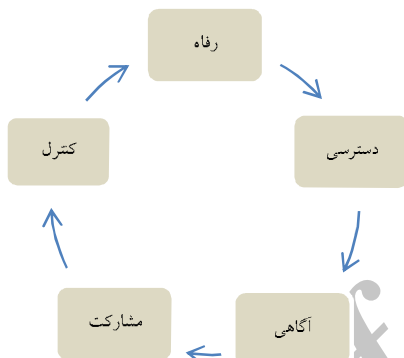 رفاه
دسترسی
آگاهی
مشارکت
کنترل